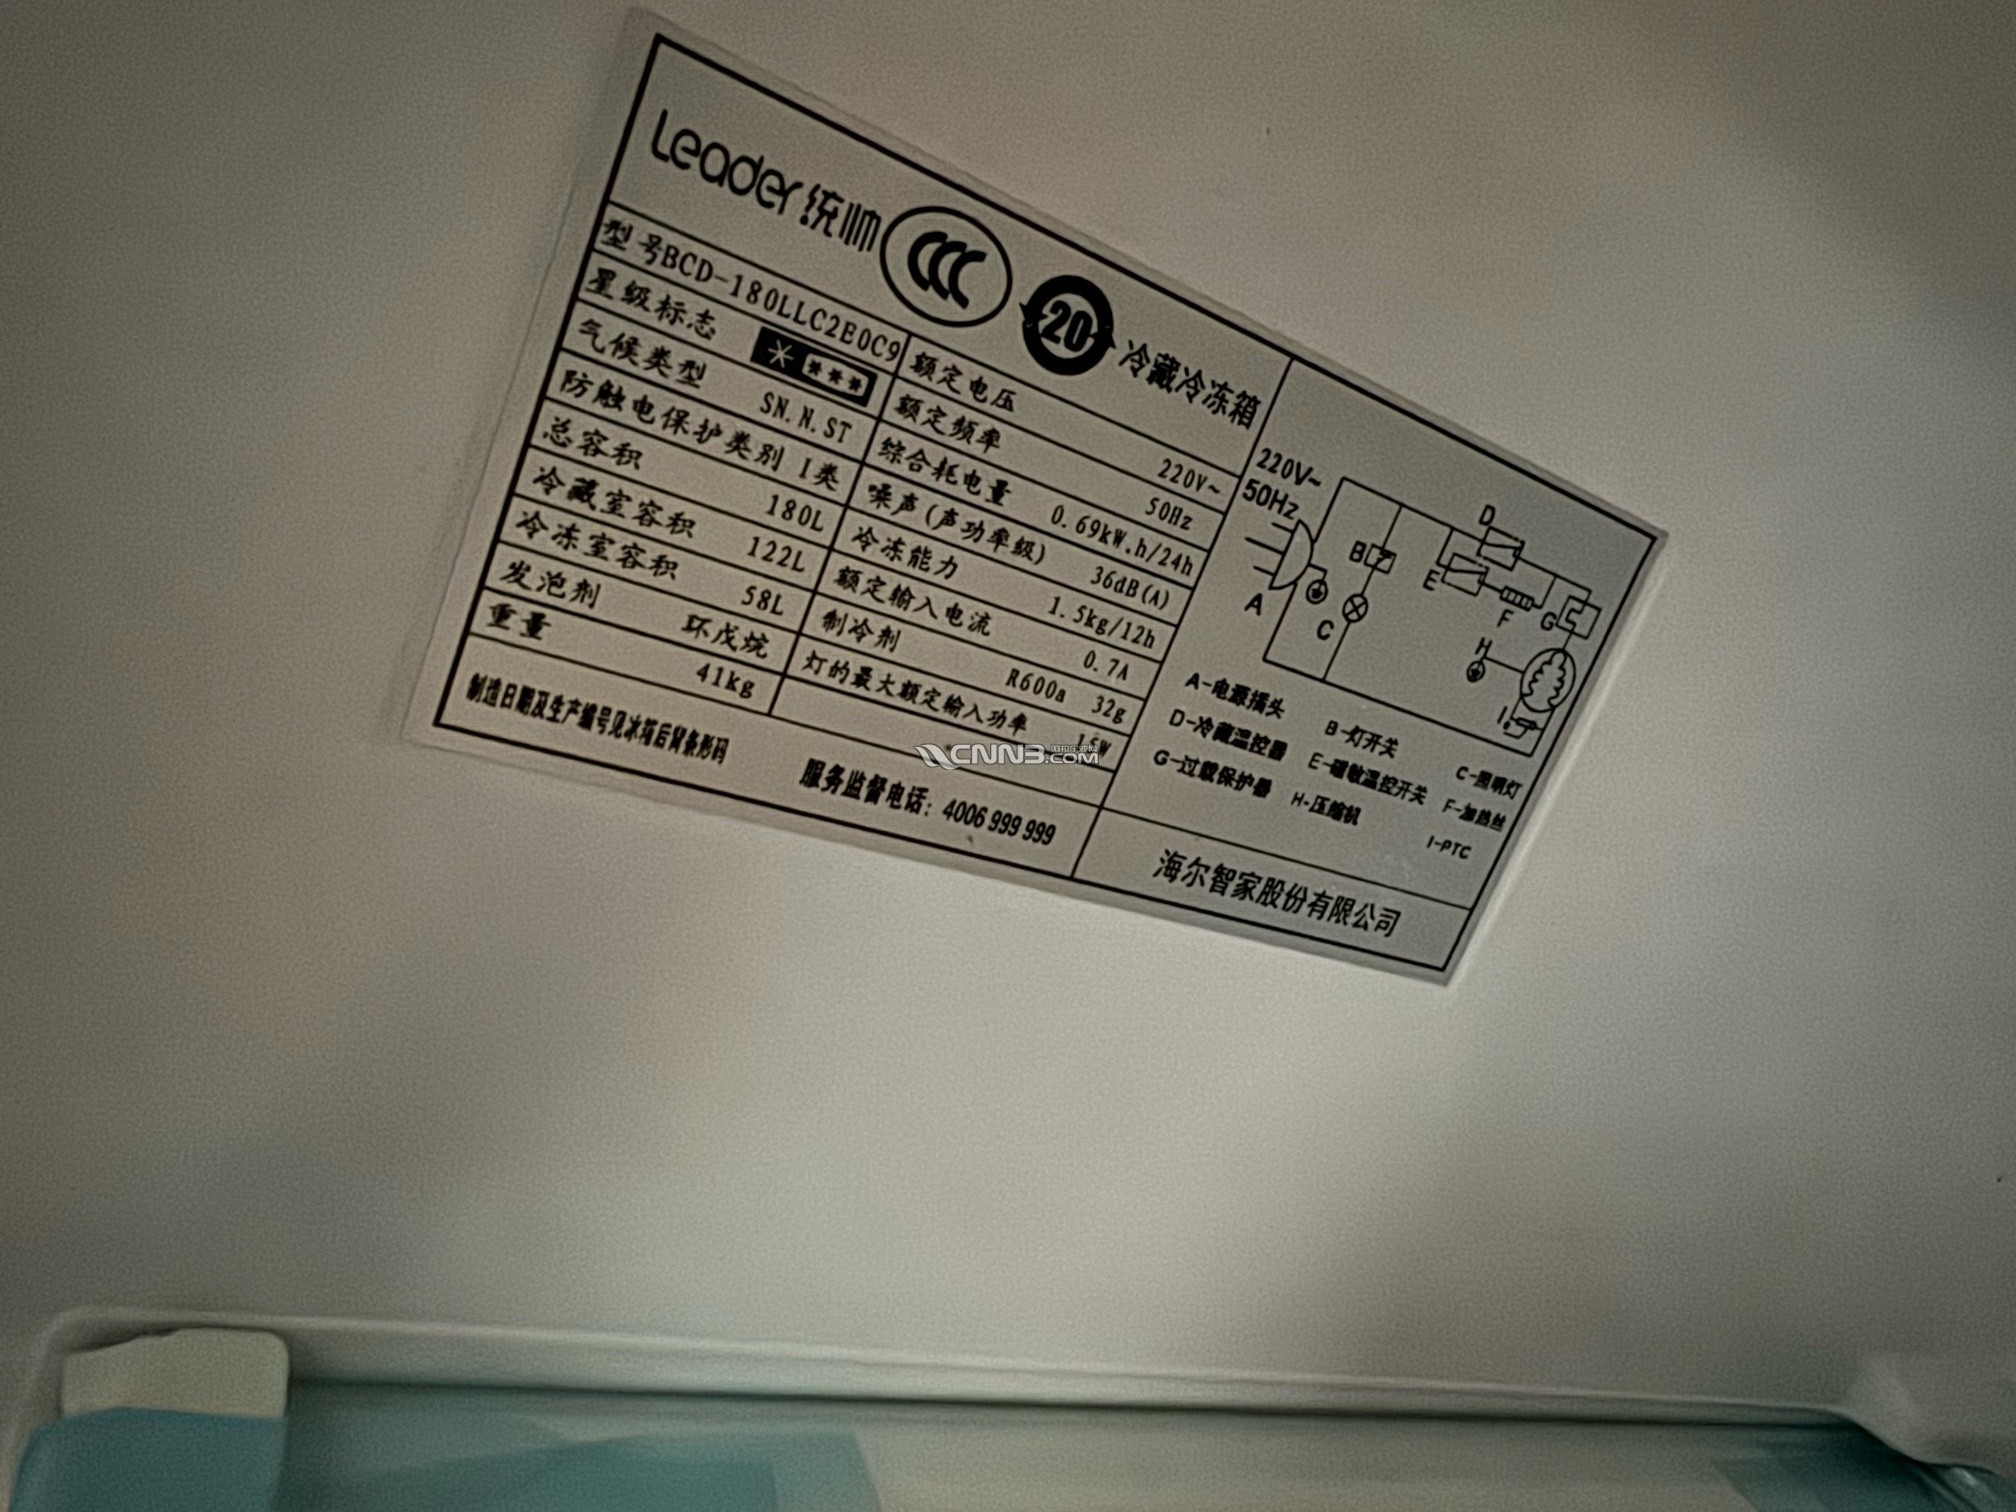 Leader 统帅 CCC 20 冷藏冷冻箱
型号BCD-180LLC2E0C9
星级标志
气候类型 SN.N.ST
防触电保护类别 I类
总容积 180L
冷藏室容积 122L
冷冻室容积 58L
发泡剂 环戊烷
重量 41kg
额定电压 220V~
额定频率 50Hz
综合耗电量 0.69kW.h/24h
噪声(声功率级) 36dB(A)
冷冻能力 1.5kg/12h
额定输入电流 0.7A
制冷剂 R600a 32g
灯的最大额定输入功率 15W
制造日期及生产编号见冰箱后背条形码
服务监督电话: 4006 999 999
220V~
50Hz
A
B
C
D
E
F
G
H
I
A-电源插头 B-灯开关 C-照明灯
D-冷藏温控器 E-磁敏温控开关 F-加热丝
G-过载保护器 H-压缩机 I-PTC
海尔智家股份有限公司
CNN3.COM